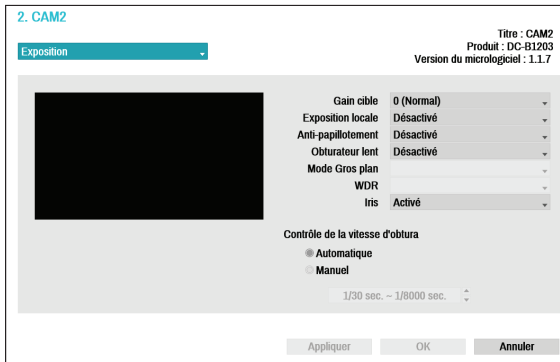 2. CAM2
Titre : CAM2
Produit : DC-B1203
Version du micrologiciel : 1.1.7
Exposition
Gain cible 0 (Normal)
Exposition locale Désactivé
Anti-papillotement Désactivé
Obturateur lent Désactivé
Mode Gros plan
WDR
Iris Activé
Contrôle de la vitesse d'obtura
Automatique
Manuel
1/30 sec. ~ 1/8000 sec.
Appliquer OK Annuler